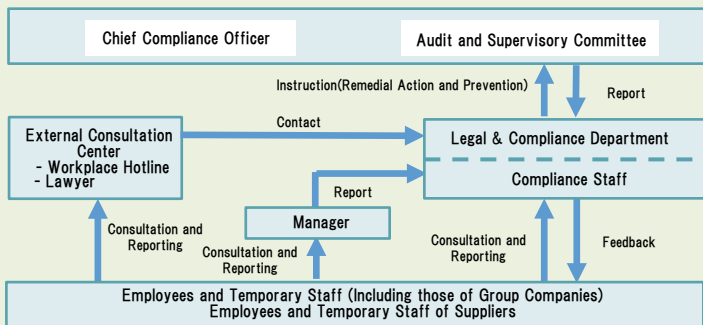 Chief Compliance Officer
Audit and Supervisory Committee
Instruction(Remedial Action and Prevention)
Report
Contact
External Consultation
Center
- Workplace Hotline
- Lawyer
Legal & Compliance Department
Compliance Staff
Report
Manager
Consultation and
Reporting
Consultation and
Reporting
Consultation and
Reporting
Feedback
Employees and Temporary Staff (Including those of Group Companies)
Employees and Temporary Staff of Suppliers